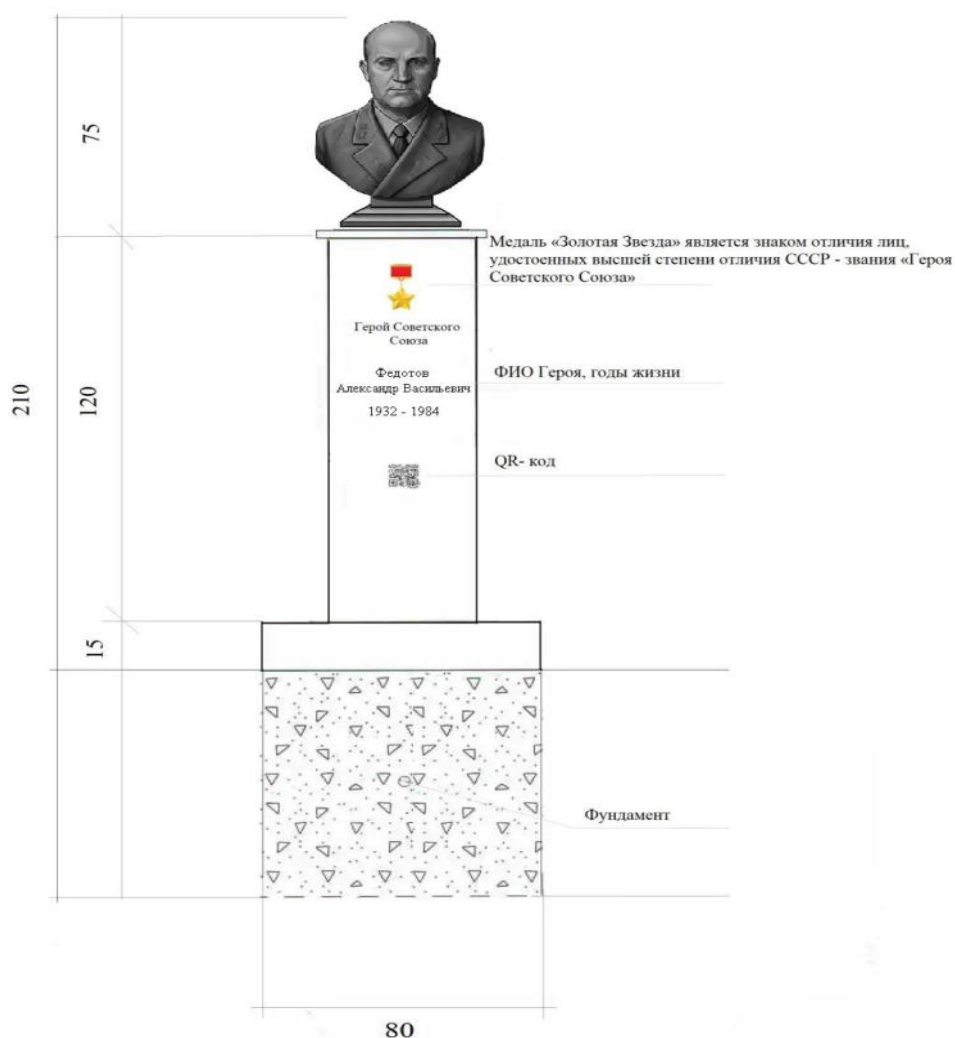 75
Медаль «Золотая Звезда» является знаком отличия лиц,
удостоенных высшей степени отличия СССР - звания «Героя
Советского Союза»
Герой Советского
Союза
Федотов
Александр Васильевич
1932 - 1984
ФИО Героя, годы жизни
210
120
QR- код
15
Фундамент
80